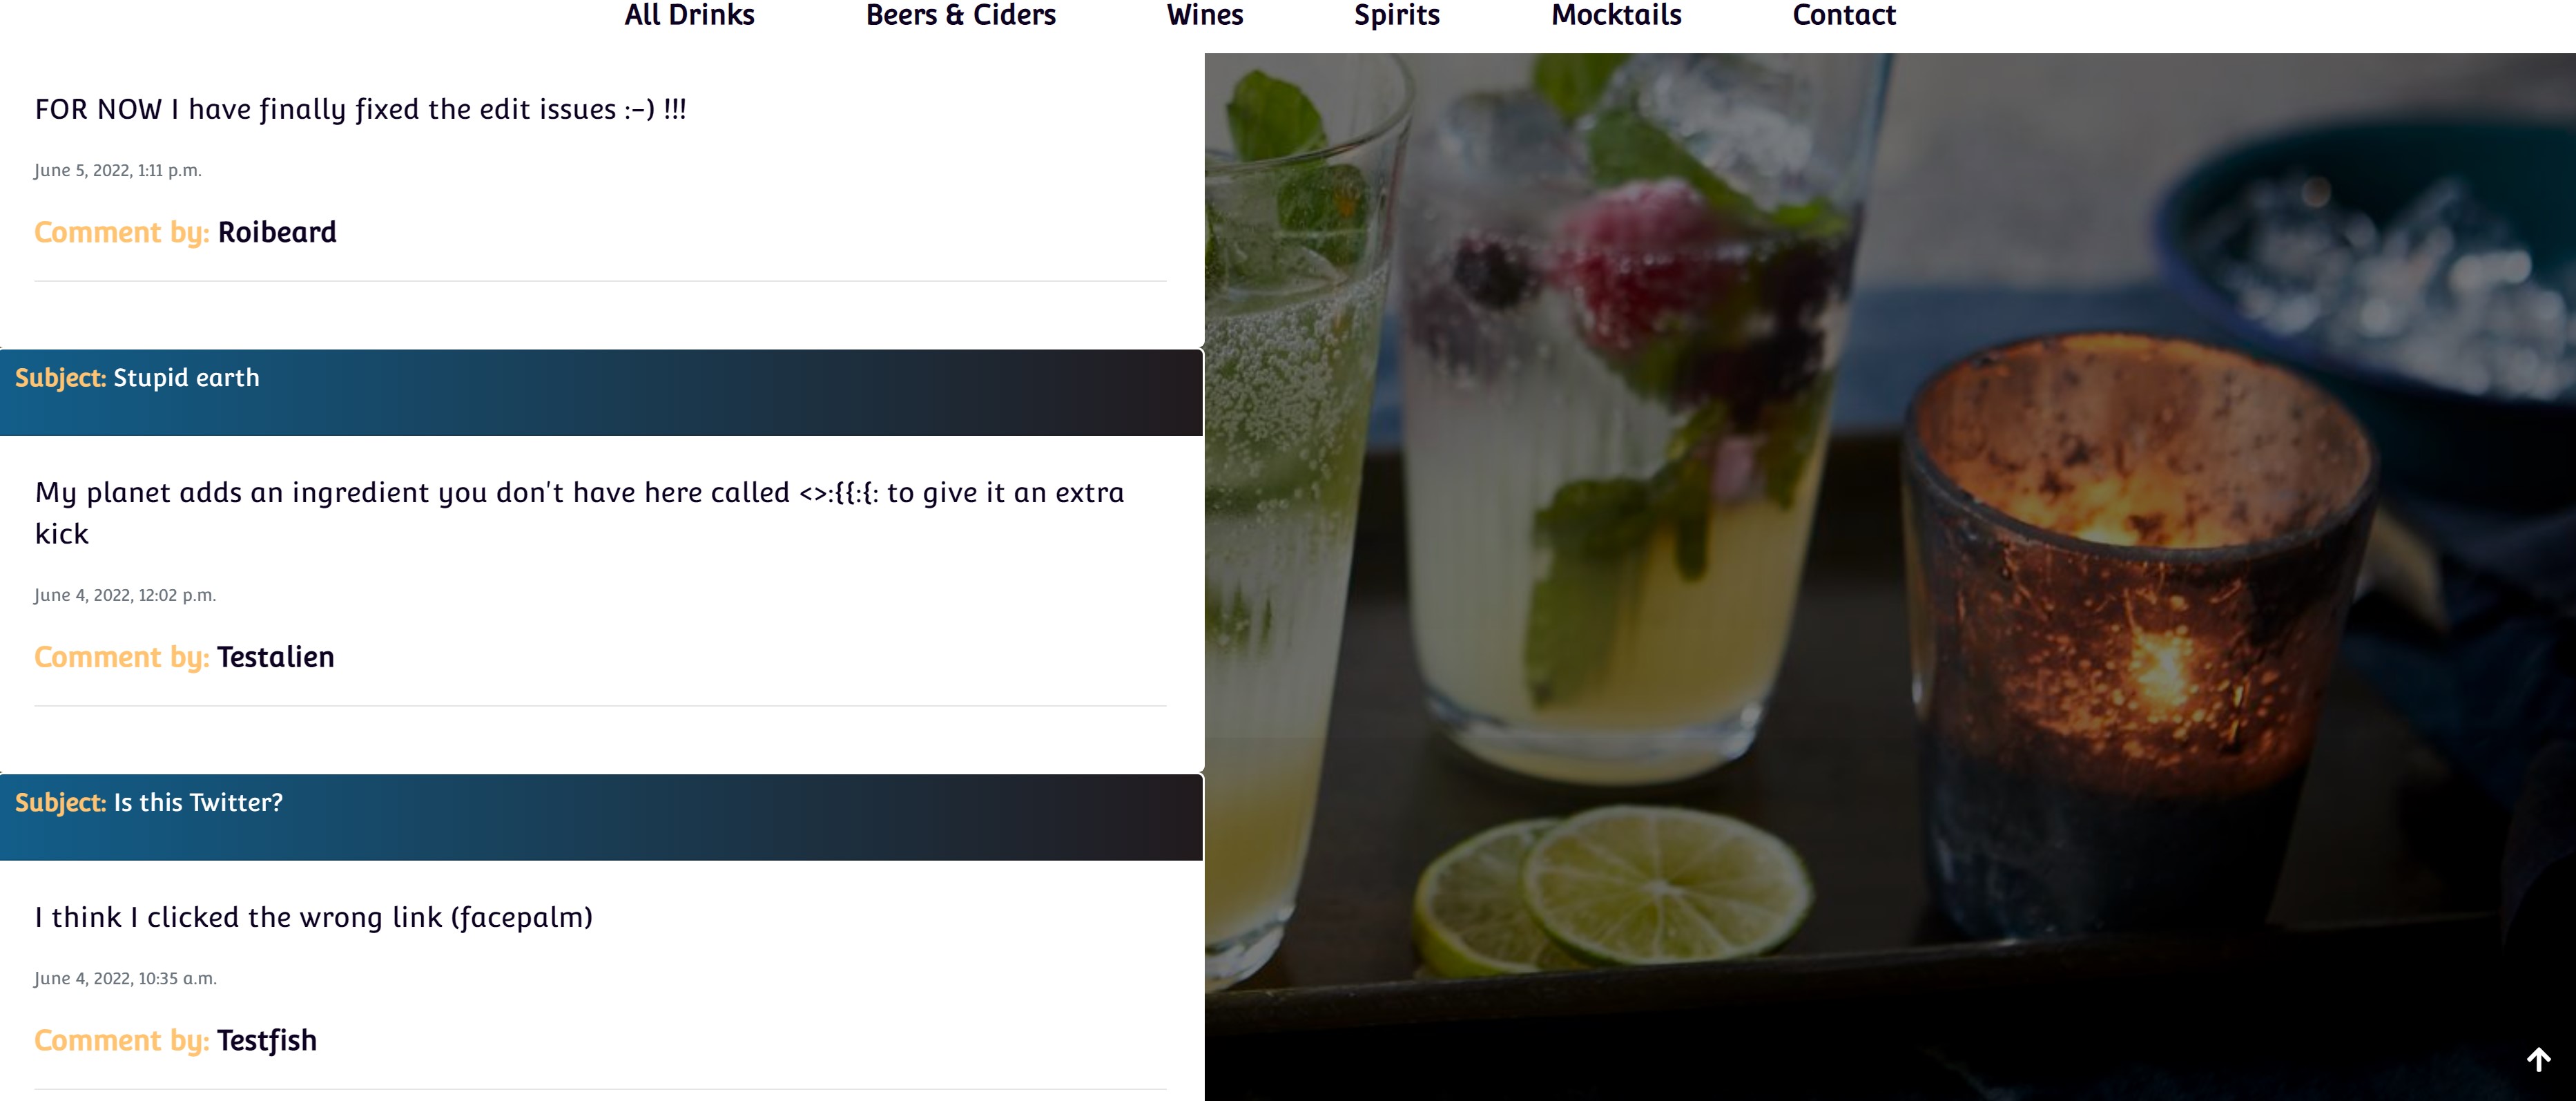 All Drinks Beers & Ciders Wines Spirits Mocktails Contact
FOR NOW I have finally fixed the edit issues :-) !!!
June 5, 2022, 1:11 p.m.
Comment by: Roibeard
Subject: Stupid earth
My planet adds an ingredient you don't have here called <>:{{:{: to give it an extra
kick
June 4, 2022, 12:02 p.m.
Comment by: Testalien
Subject: Is this Twitter?
I think I clicked the wrong link (facepalm)
June 4, 2022, 10:35 a.m.
Comment by: Testfish